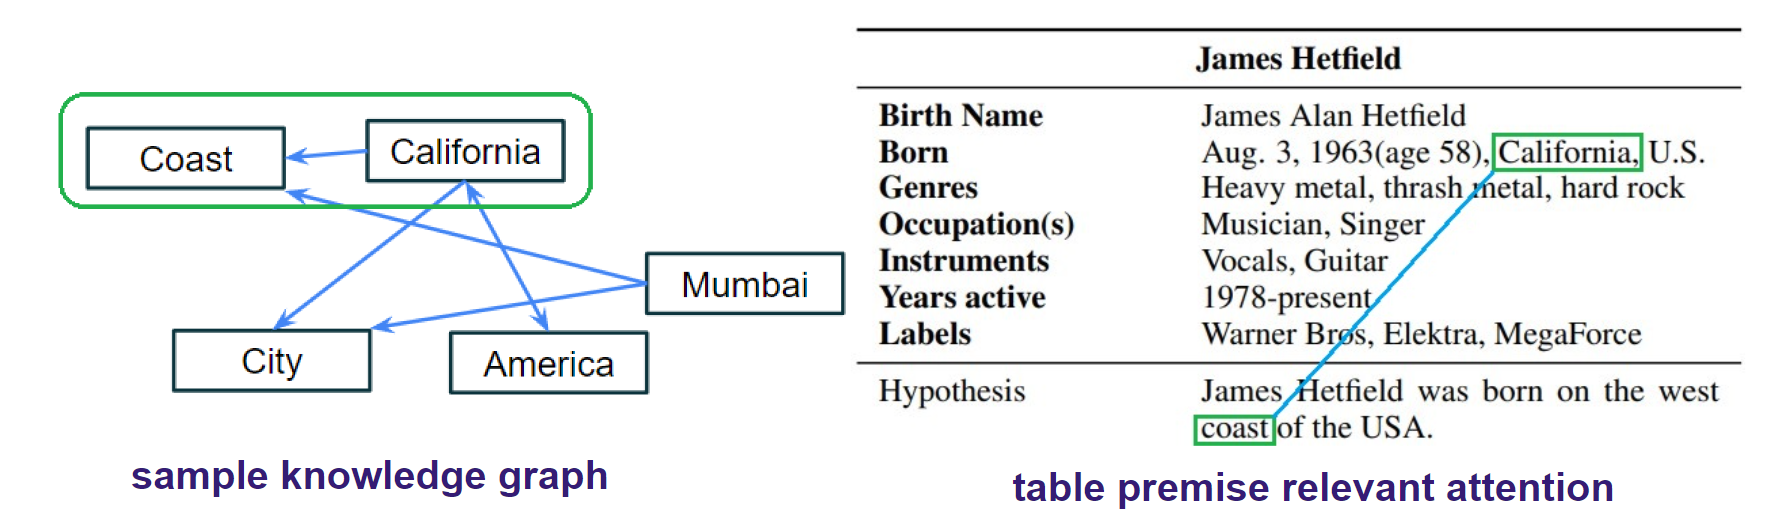 Coast
California
Mumbai
City
America
sample knowledge graph
James Hetfield
Birth Name James Alan Hetfield
Born Aug. 3, 1963(age 58), California, U.S.
Genres Heavy metal, thrash metal, hard rock
Occupation(s) Musician, Singer
Instruments Vocals, Guitar
Years active 1978-present
Labels Warner Bros, Elektra, MegaForce
Hypothesis James Hetfield was born on the west
coast of the USA.
table premise relevant attention